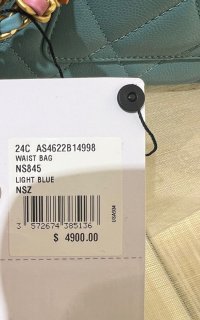 24C AS4622B14998
WAIST BAG
NS845
LIGHT BLUE
NSZ
3 572674 385136
$ 4900.00